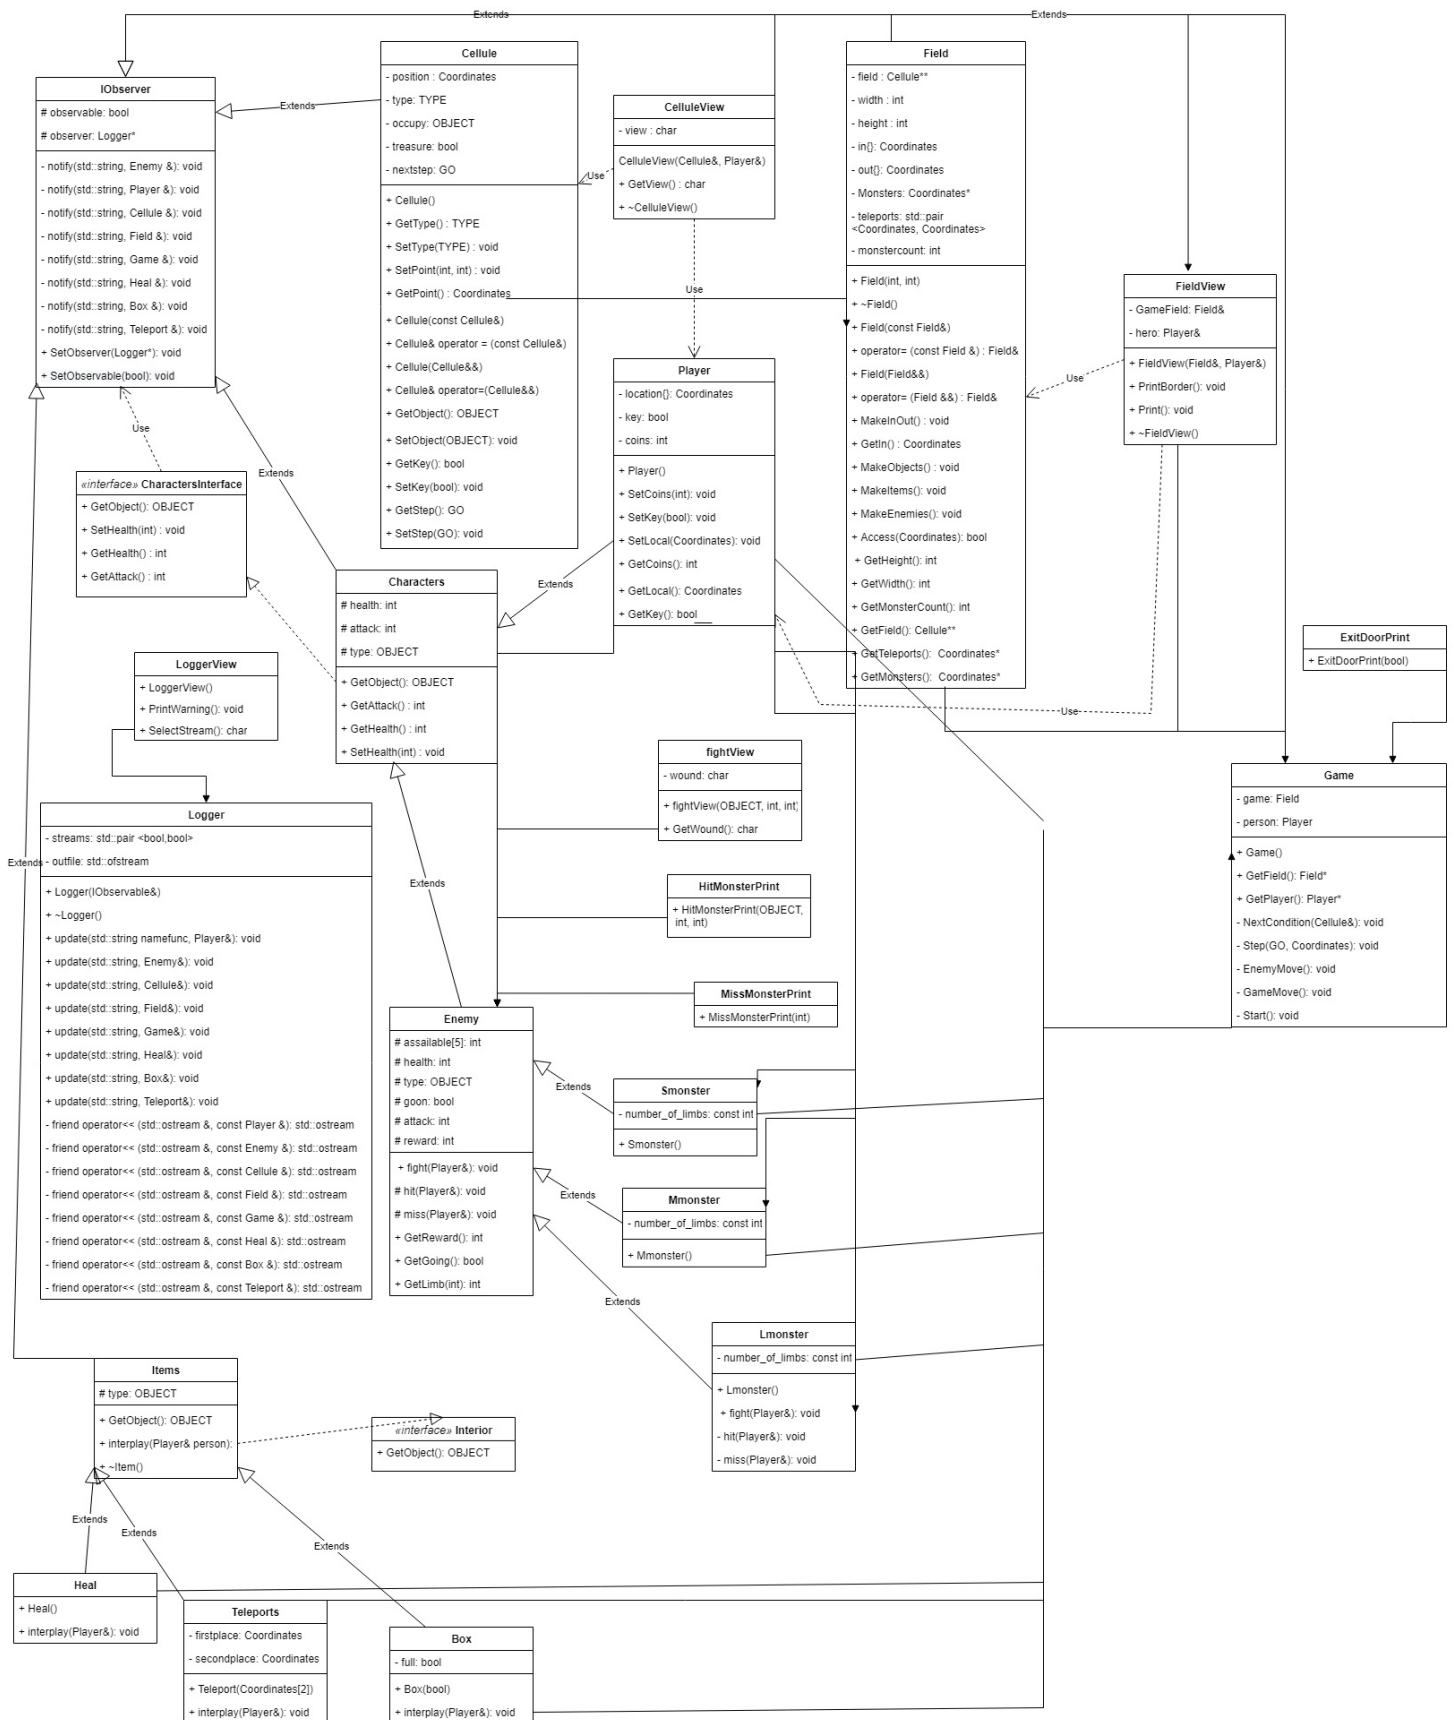 Extends
Extends
IObserver
# observable: bool
# observer: Logger*
- notify(std::string, Enemy &): void
- notify(std::string, Player &): void
- notify(std::string, Cellule &): void
- notify(std::string, Field &): void
- notify(std::string, Game &): void
- notify(std::string, Heal &): void
- notify(std::string, Box &): void
- notify(std::string, Teleport &): void
+ SetObserver(Logger*): void
+ SetObservable(bool): void
Extends
Cellule
- position : Coordinates
- type: TYPE
- occupy: OBJECT
- treasure: bool
- nextstep: GO
+ Cellule()
+ GetType() : TYPE
+ SetType(TYPE) : void
+ SetPoint(int, int) : void
+ GetPoint() : Coordinates
+ Cellule(const Cellule&)
+ Cellule& operator = (const Cellule&)
+ Cellule(Cellule&&)
+ Cellule& operator=(Cellule&&)
+ GetObject(): OBJECT
+ SetObject(OBJECT): void
+ GetKey(): bool
+ SetKey(bool): void
+ GetStep(): GO
+ SetStep(GO): void
Use
CelluleView
- view : char
CelluleView(Cellule&, Player&)
+ GetView() : char
+ ~CelluleView()
Use
Field
- field : Cellule**
- width : int
- height : int
- in{}: Coordinates
- out{}: Coordinates
- Monsters: Coordinates*
- teleports: std::pair
<Coordinates, Coordinates>
- monstercount: int
+ Field(int, int)
+ ~Field()
+ Field(const Field&)
+ operator= (const Field &) : Field&
+ Field(Field&&)
+ operator= (Field &&) : Field&
+ MakeInOut() : void
+ GetIn() : Coordinates
+ MakeObjects() : void
+ MakeItems(): void
+ MakeEnemies(): void
+ Access(Coordinates): bool
+ GetHeight(): int
+ GetWidth(): int
+ GetMonsterCount(): int
+ GetField(): Cellule**
+ GetTeleports(): Coordinates*
+ GetMonsters(): Coordinates*
FieldView
- GameField: Field&
- hero: Player&
+ FieldView(Field&, Player&)
+ PrintBorder(): void
+ Print(): void
+ ~FieldView()
Use
Use
Player
- location{}: Coordinates
- key: bool
- coins: int
+ Player()
+ SetCoins(int): void
+ SetKey(bool): void
+ SetLocal(Coordinates): void
+ GetCoins(): int
+ GetLocal(): Coordinates
+ GetKey(): bool
Extends
Use
«interface» CharactersInterface
+ GetObject(): OBJECT
+ SetHealth(int) : void
+ GetHealth() : int
+ GetAttack() : int
Extends
Characters
# health: int
# attack: int
# type: OBJECT
+ GetObject(): OBJECT
+ GetAttack() : int
+ GetHealth() : int
+ SetHealth(int) : void
LoggerView
+ LoggerView()
+ PrintWarning(): void
+ SelectStream(): char
ExitDoorPrint
+ ExitDoorPrint(bool)
fightView
- wound: char
+ fightView(OBJECT, int, int)
+ GetWound(): char
HitMonsterPrint
+ HitMonsterPrint(OBJECT,
int, int)
MissMonsterPrint
+ MissMonsterPrint(int)
Game
- game: Field
- person: Player
+ Game()
+ GetField(): Field*
+ GetPlayer(): Player*
- NextCondition(Cellule&): void
- Step(GO, Coordinates): void
- EnemyMove(): void
- GameMove(): void
- Start(): void
Extends
Logger
- streams: std::pair <bool,bool>
- outfile: std::ofstream
+ Logger(IObservable&)
+ ~Logger()
+ update(std::string namefunc, Player&): void
+ update(std::string, Enemy&): void
+ update(std::string, Cellule&): void
+ update(std::string, Field&): void
+ update(std::string, Game&): void
+ update(std::string, Heal&): void
+ update(std::string, Box&): void
+ update(std::string, Teleport&): void
- friend operator<< (std::ostream &, const Player &): std::ostream
- friend operator<< (std::ostream &, const Enemy &): std::ostream
- friend operator<< (std::ostream &, const Cellule &): std::ostream
- friend operator<< (std::ostream &, const Field &): std::ostream
- friend operator<< (std::ostream &, const Game &): std::ostream
- friend operator<< (std::ostream &, const Heal &): std::ostream
- friend operator<< (std::ostream &, const Box &): std::ostream
- friend operator<< (std::ostream &, const Teleport &): std::ostream
Extends
Enemy
# assailable[5]: int
# health: int
# type: OBJECT
# goon: bool
# attack: int
# reward: int
+ fight(Player&): void
# hit(Player&): void
# miss(Player&): void
+ GetReward(): int
+ GetGoing(): bool
+ GetLimb(int): int
Extends
Smonster
- number_of_limbs: const int
+ Smonster()
Extends
Mmonster
- number_of_limbs: const int
+ Mmonster()
Extends
Lmonster
- number_of_limbs: const int
+ Lmonster()
+ fight(Player&): void
- hit(Player&): void
- miss(Player&): void
Items
# type: OBJECT
+ GetObject(): OBJECT
+ interplay(Player& person):
+ ~Item()
«interface» Interior
+ GetObject(): OBJECT
Extends
Extends
Extends
Heal
+ Heal()
+ interplay(Player&): void
Teleports
- firstplace: Coordinates
- secondplace: Coordinates
+ Teleport(Coordinates[2])
+ interplay(Player&): void
Box
- full: bool
+ Box(bool)
+ interplay(Player&): void